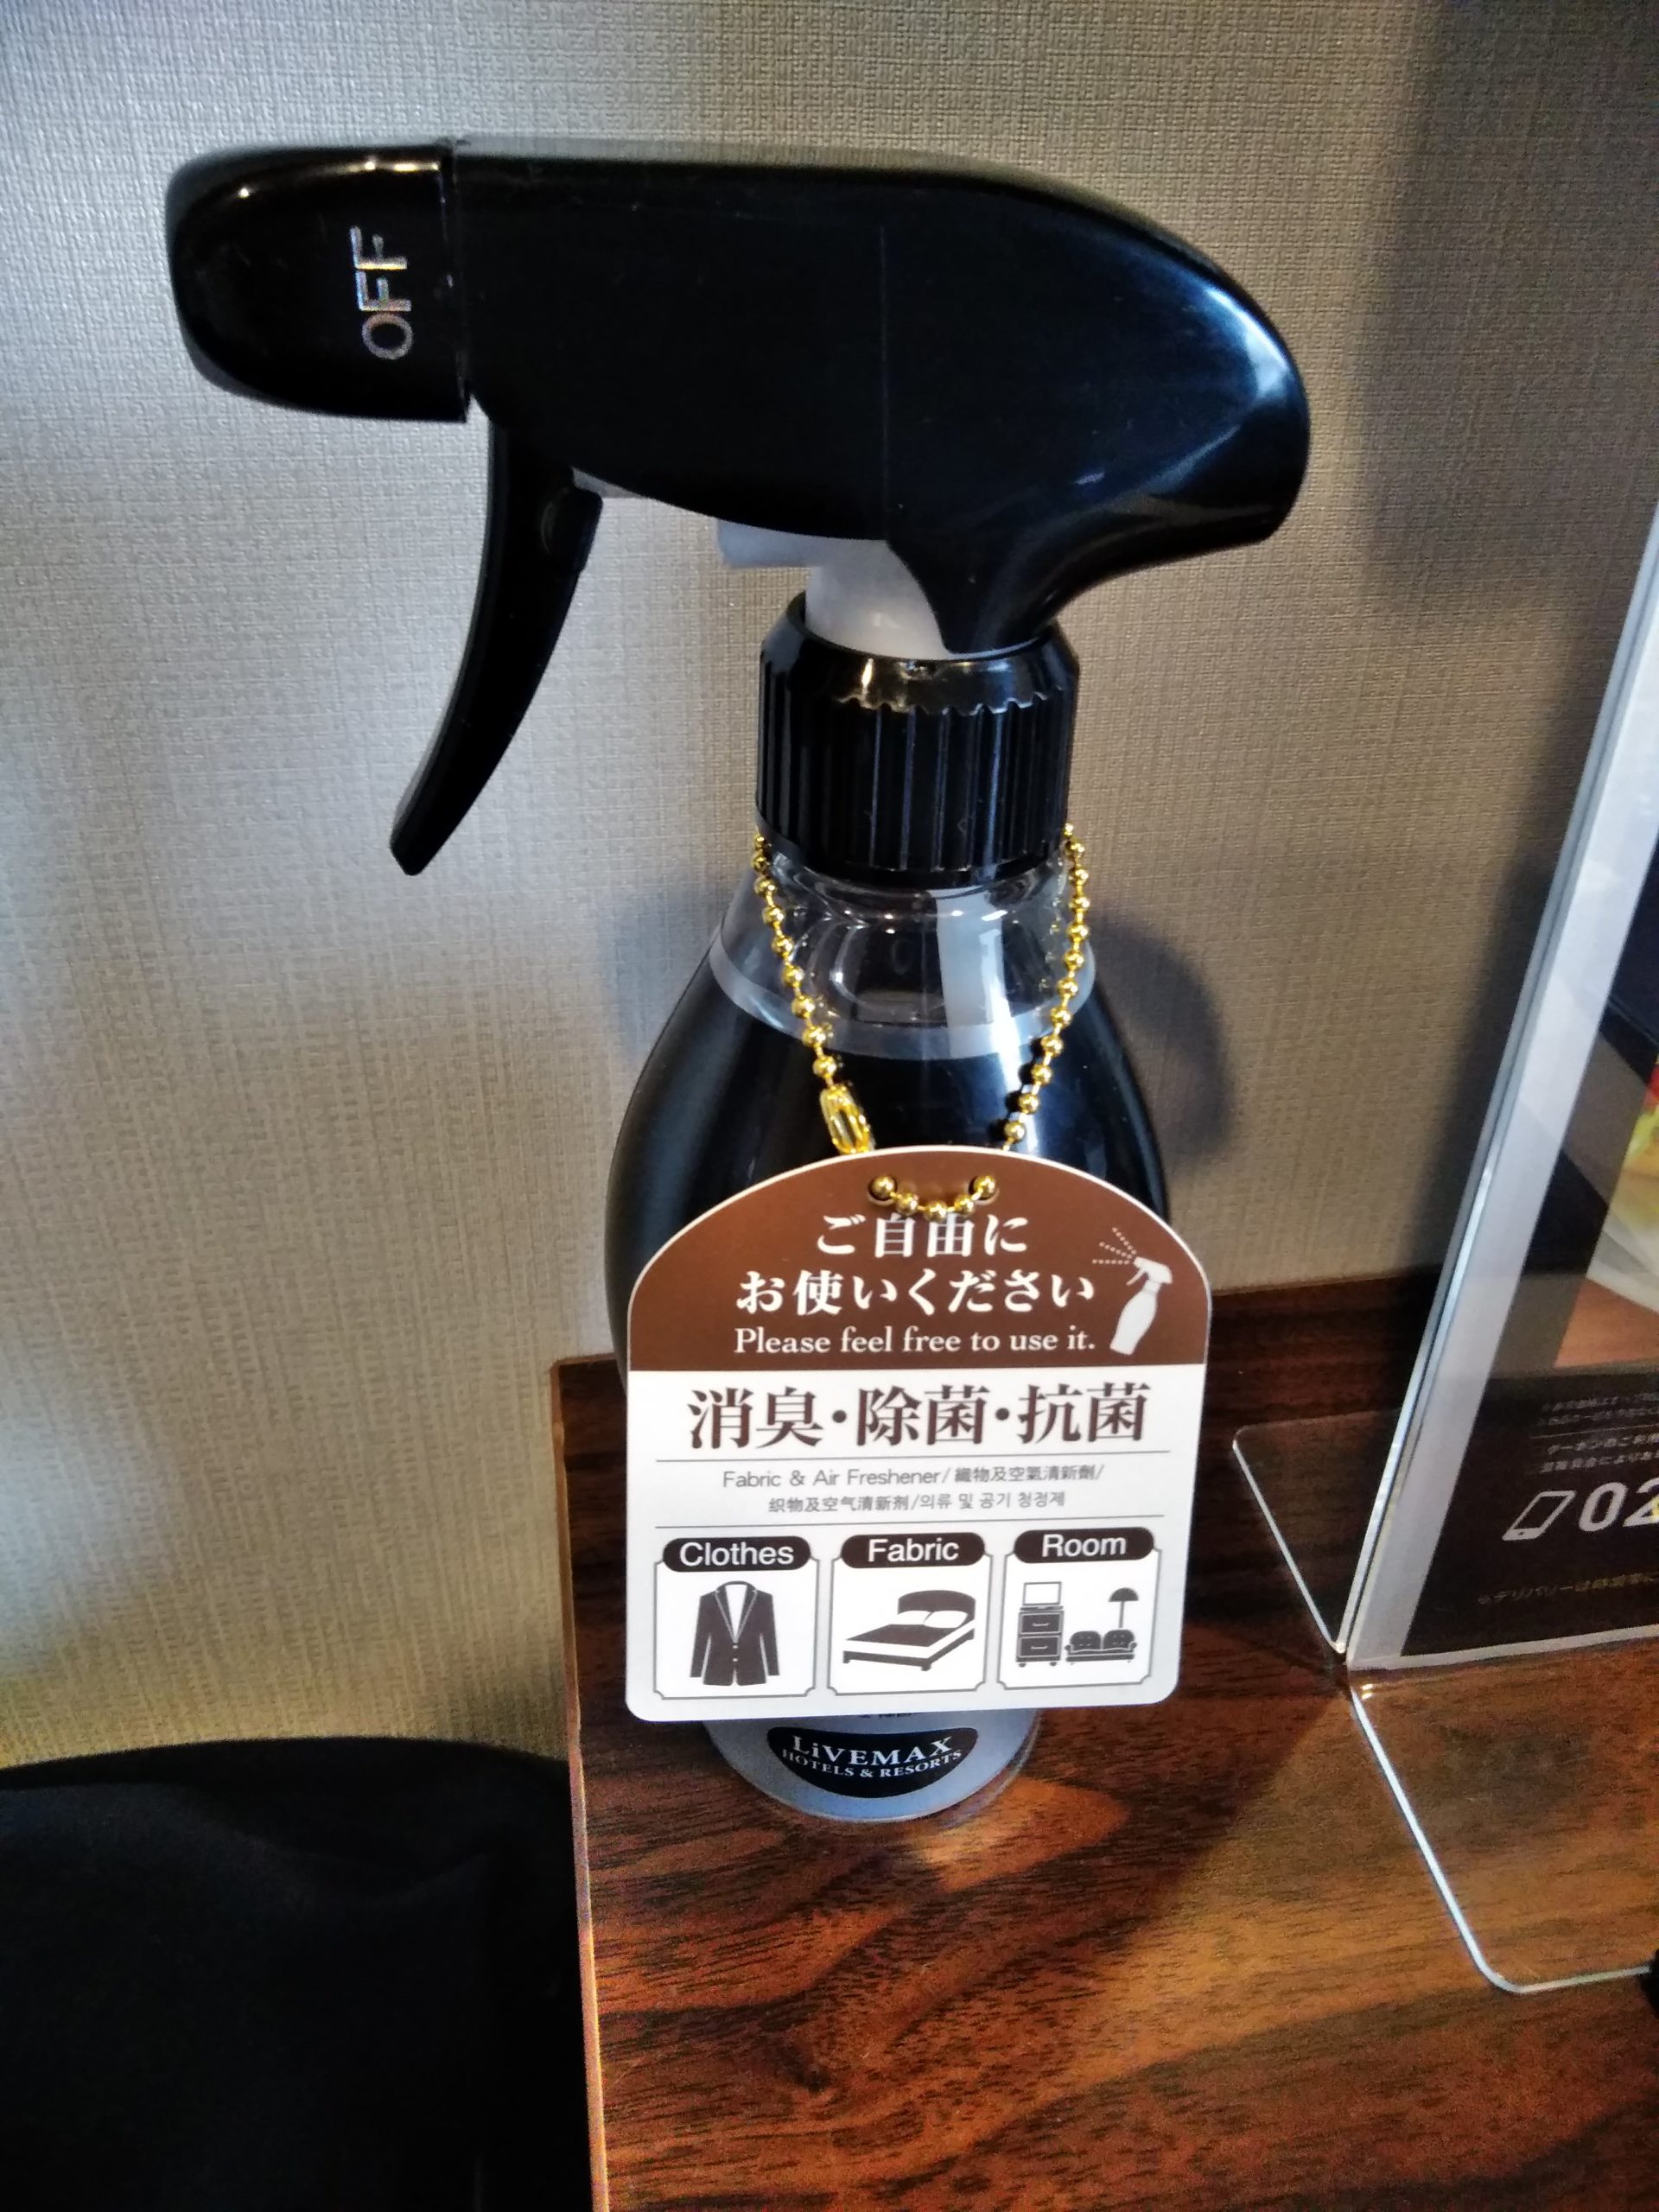 OFF
ご自由に
お使いください
Please feel free to use it.
消臭・除菌・抗菌
Fabric & Air Freshener/織物及空氣清新劑/
织物及空气清新剂/의류 및 공기 청정제
Clothes
Fabric
Room
LiVEMAX
HOTELS & RESORTS
02